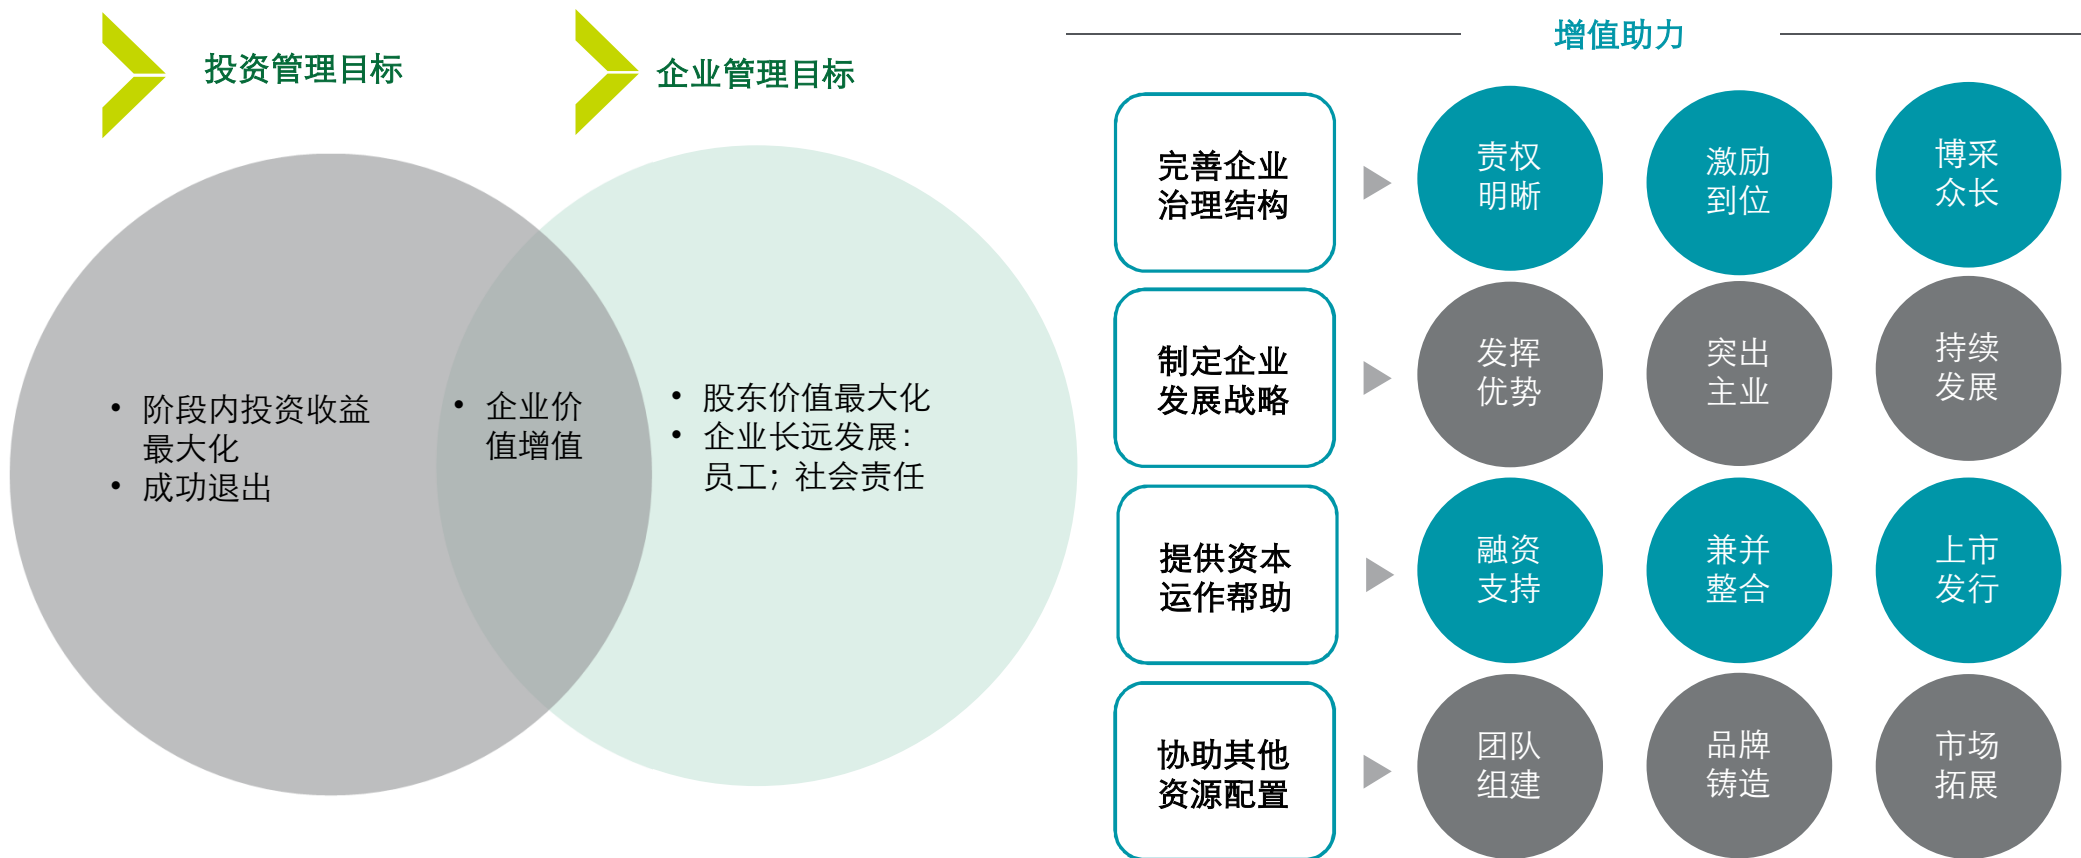 投资管理目标
企业管理目标
• 阶段内投资收益
最大化
• 成功退出
• 企业价
值增值
• 股东价值最大化
• 企业长远发展：
员工；社会责任
增值助力
完善企业
治理结构
责权
明晰
激励
到位
博采
众长
制定企业
发展战略
发挥
优势
突出
主业
持续
发展
提供资本
运作帮助
融资
支持
兼并
整合
上市
发行
协助其他
资源配置
团队
组建
品牌
铸造
市场
拓展